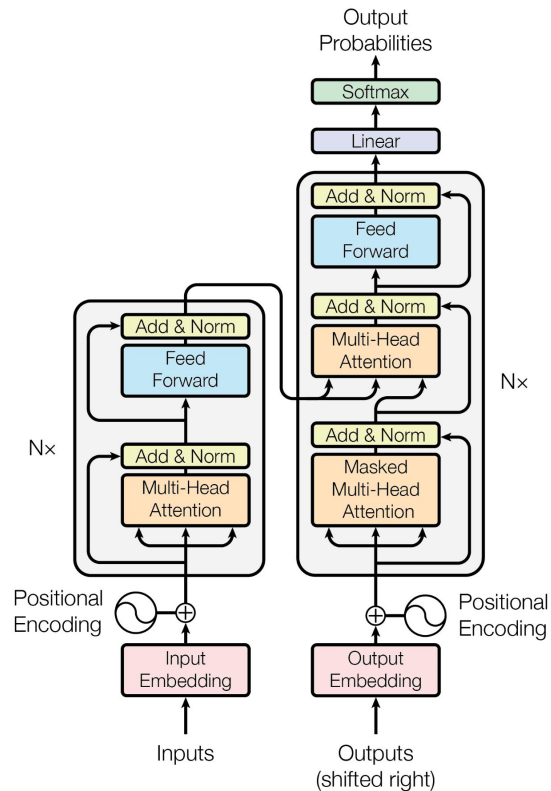 Output
Probabilities
Softmax
Linear
Add & Norm
Feed
Forward
Add & Norm
Multi-Head
Attention
Add & Norm
Masked
Multi-Head
Attention
N×
Add & Norm
Feed
Forward
Add & Norm
Multi-Head
Attention
N×
Positional
Encoding
Positional
Encoding
Input
Embedding
Output
Embedding
Inputs
Outputs
(shifted right)